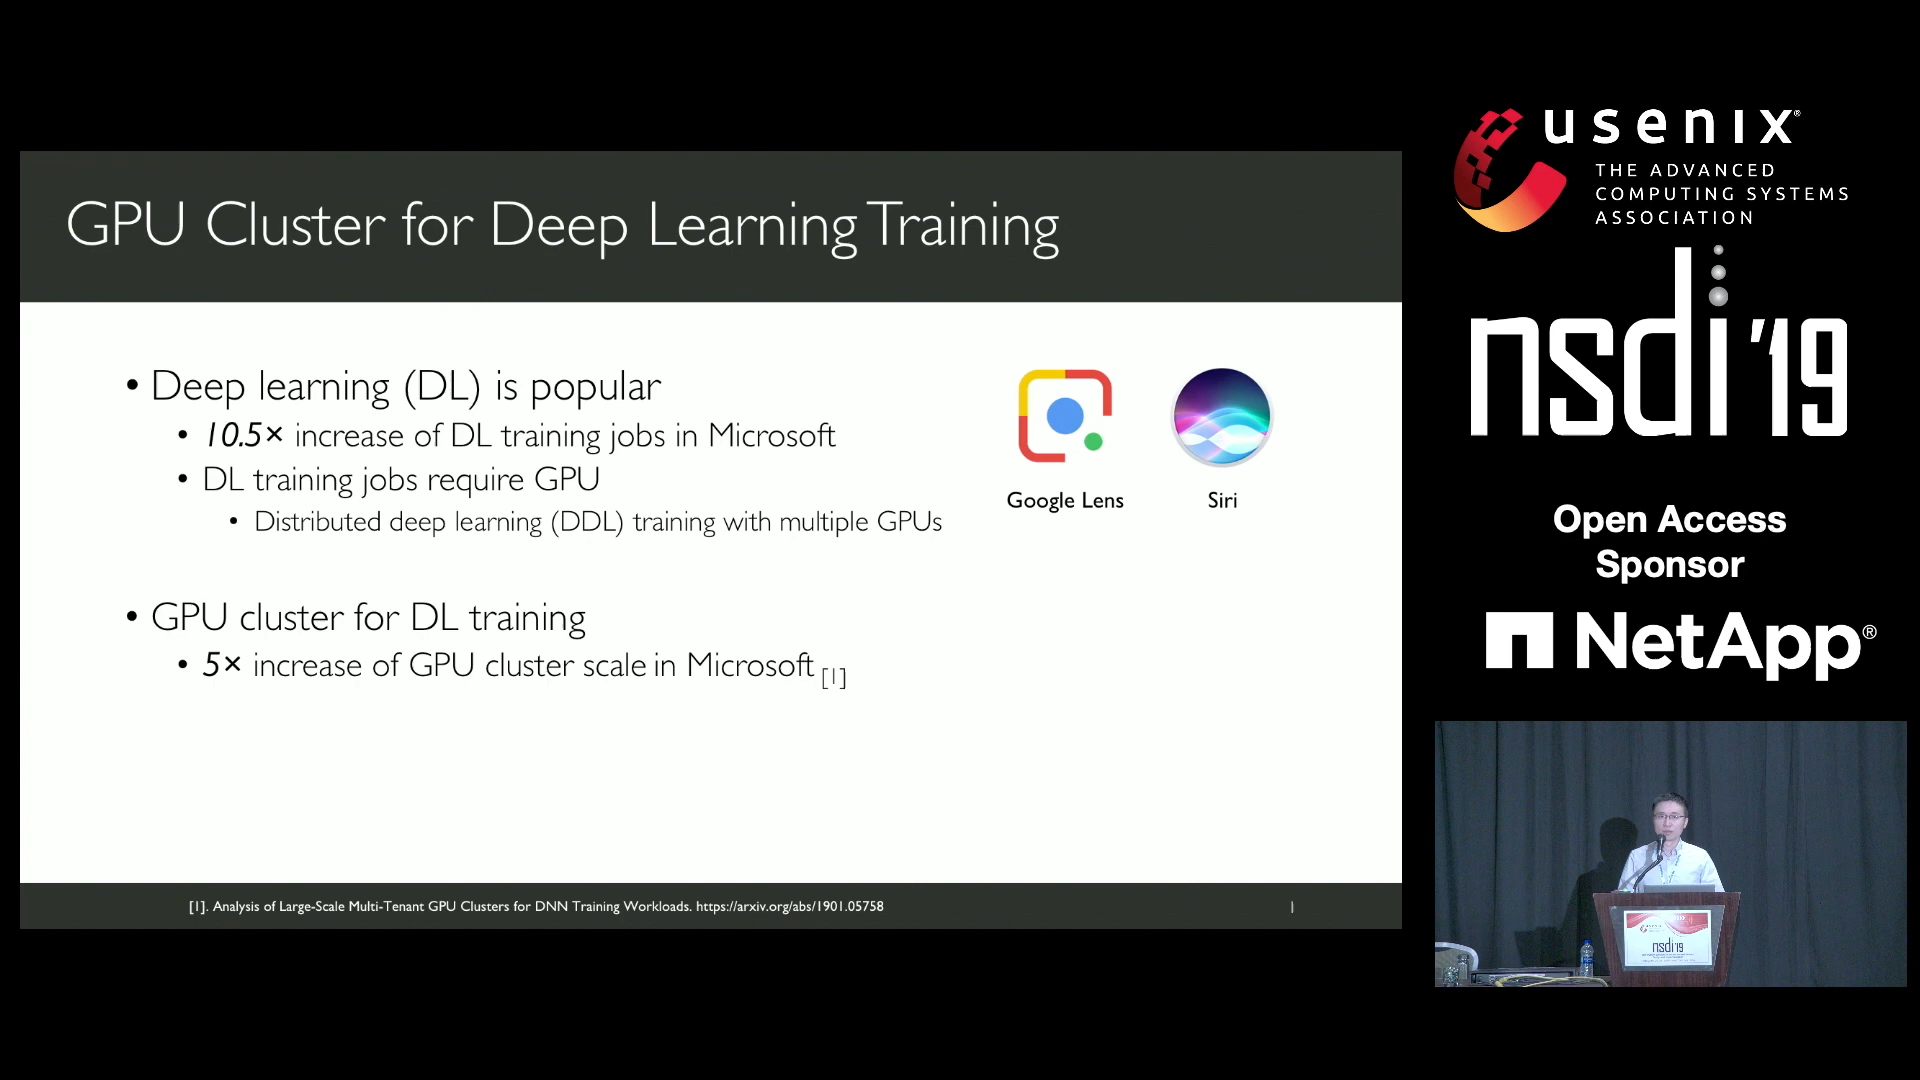 GPU Cluster for Deep Learning Training
• Deep learning (DL) is popular
• 10.5× increase of DL training jobs in Microsoft
• DL training jobs require GPU
• Distributed deep learning (DDL) training with multiple GPUs
Google Lens
Siri
• GPU cluster for DL training
• 5× increase of GPU cluster scale in Microsoft [1]
[1]. Analysis of Large-Scale Multi-Tenant GPU Clusters for DNN Training Workloads. https://arxiv.org/abs/1901.05758
1
usenix®
THE ADVANCED
COMPUTING SYSTEMS
ASSOCIATION
nsdi '19
Open Access
Sponsor
NetApp®
nsdi'19